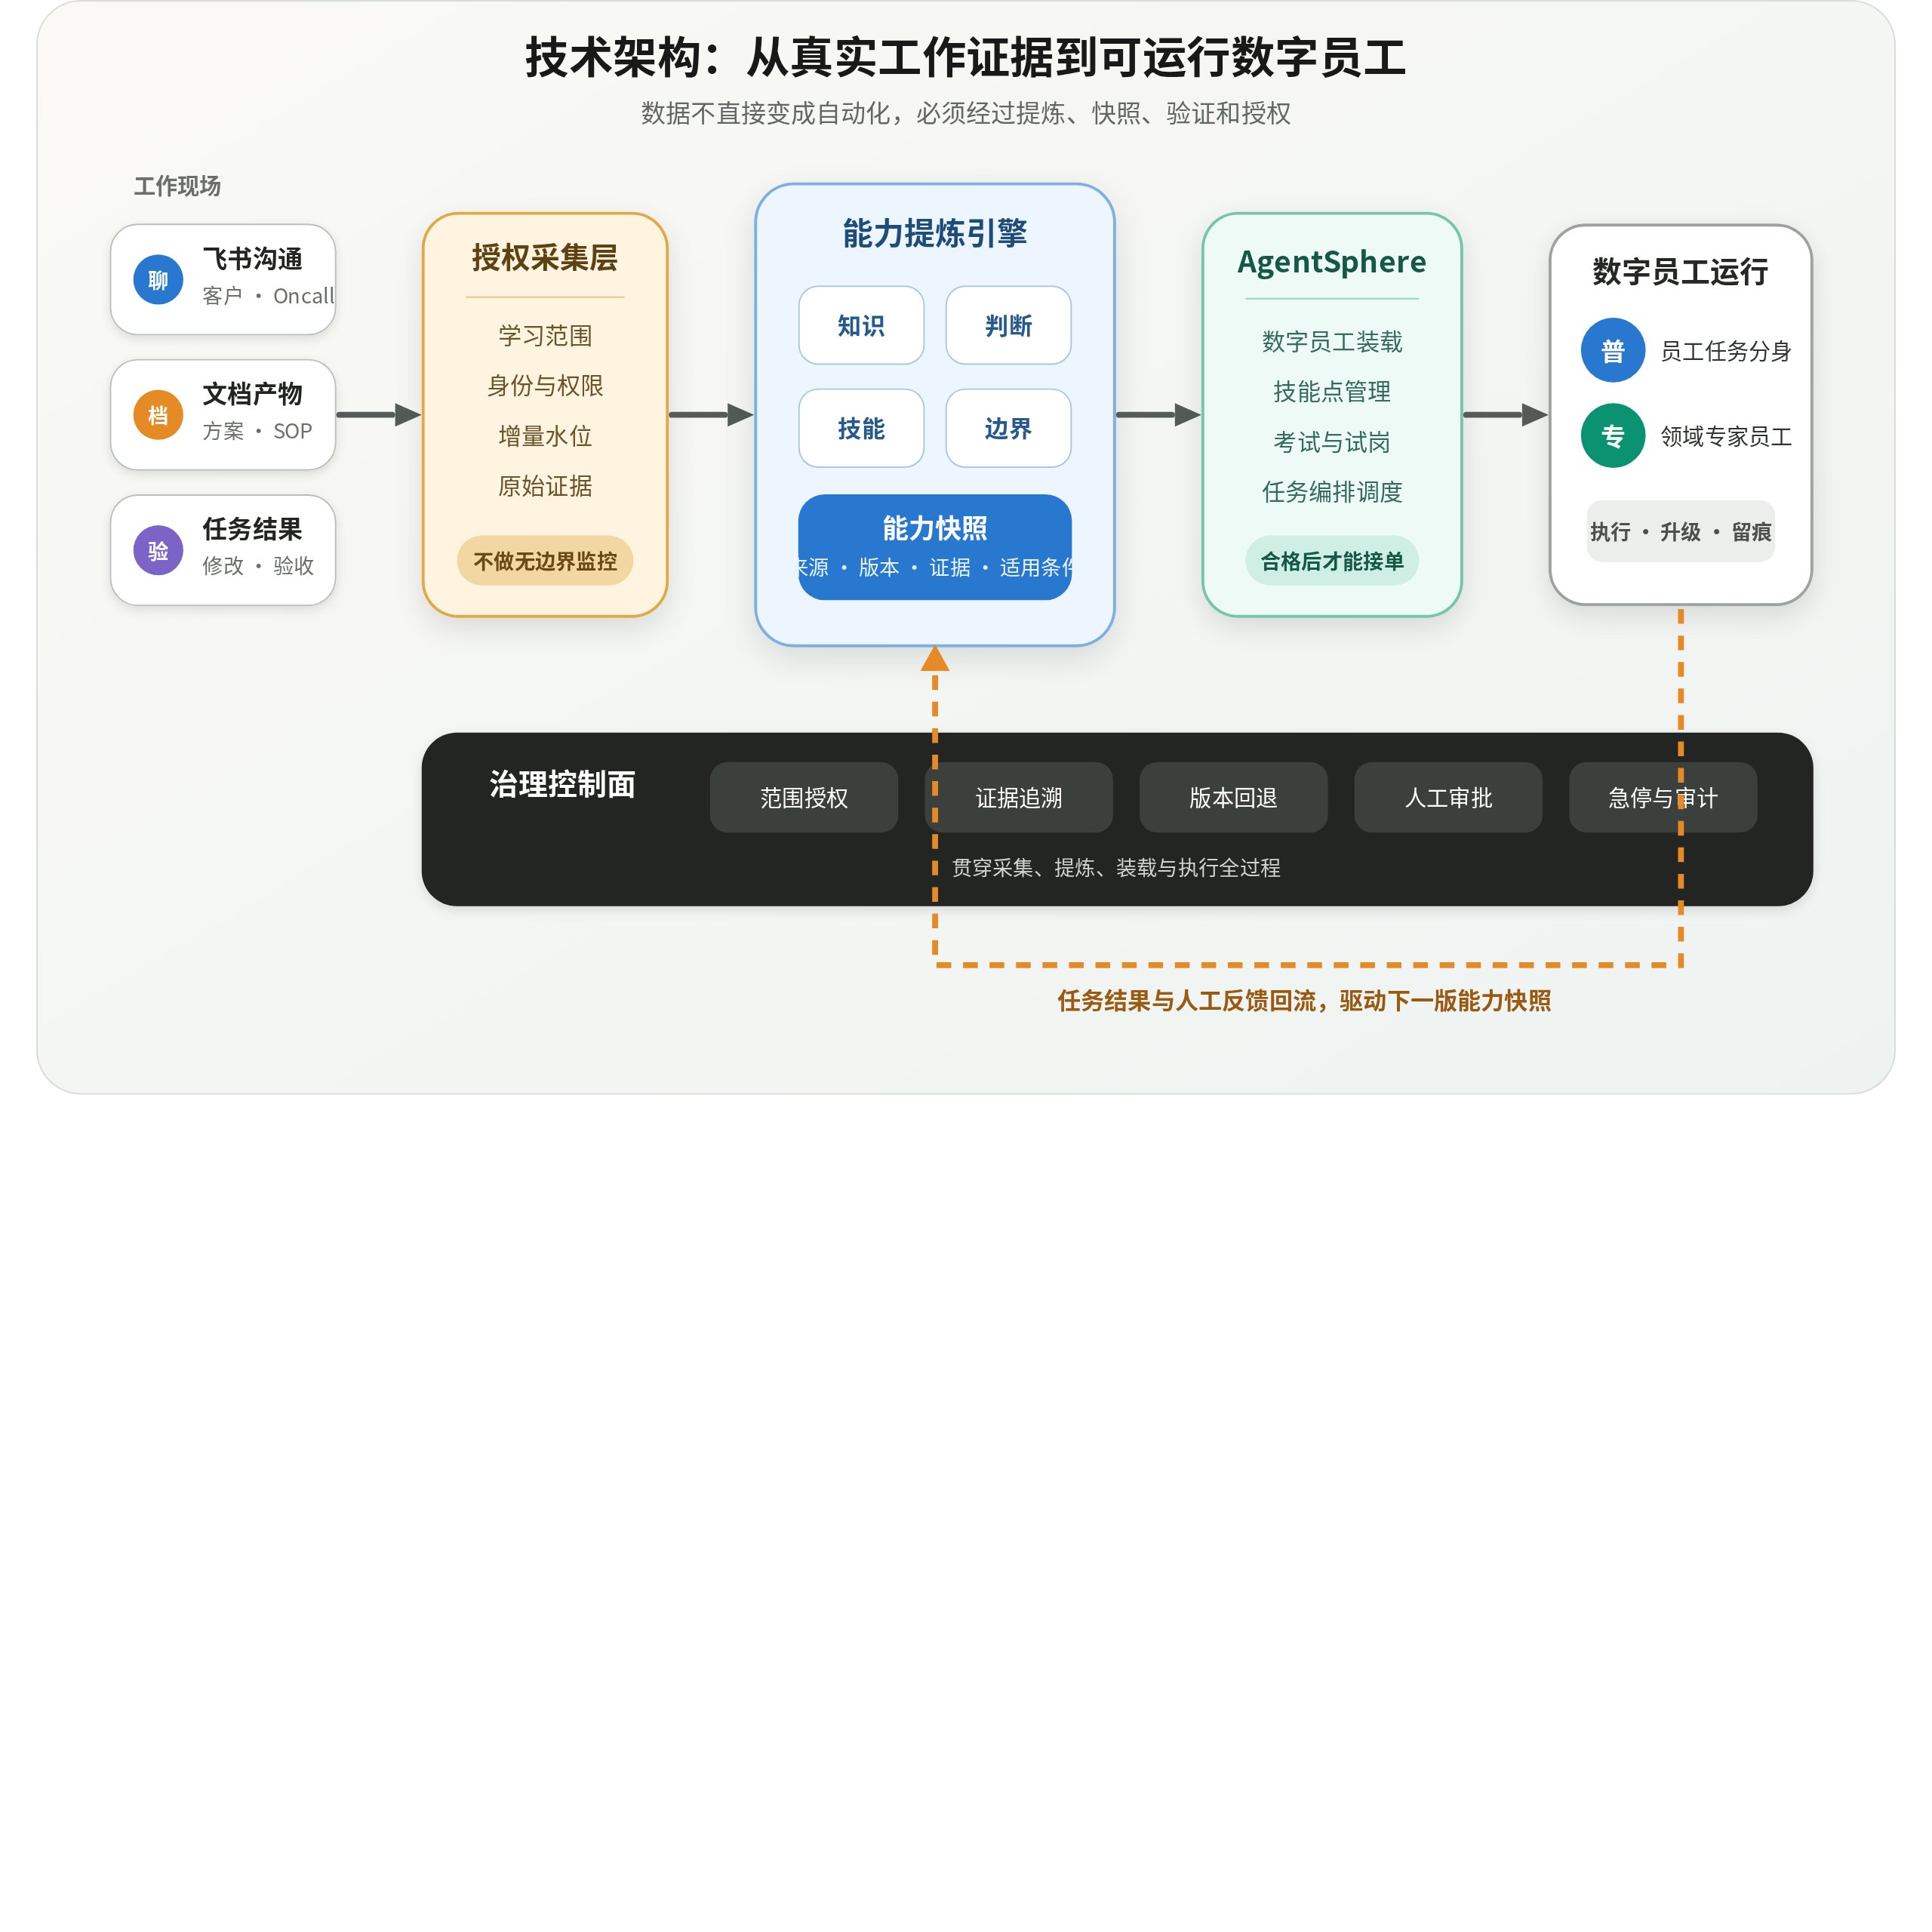 技术架构：从真实工作证据到可运行数字员工
数据不直接变成自动化，必须经过提炼、快照、验证和授权
工作现场
聊
飞书沟通
客户 · Oncall
档
文档产物
方案 · SOP
验
任务结果
修改 · 验收
授权采集层
学习范围
身份与权限
增量水位
原始证据
不做无边界监控
能力提炼引擎
知识
判断
技能
边界
能力快照
来源 · 版本 · 证据 · 适用条件
AgentSphere
数字员工装载
技能点管理
考试与试岗
任务编排调度
合格后才能接单
数字员工运行
普
员工任务分身
专
领域专家员工
执行 · 升级 · 留痕
治理控制面
范围授权
证据追溯
版本回退
人工审批
急停与审计
贯穿采集、提炼、装载与执行全过程
任务结果与人工反馈回流，驱动下一版能力快照